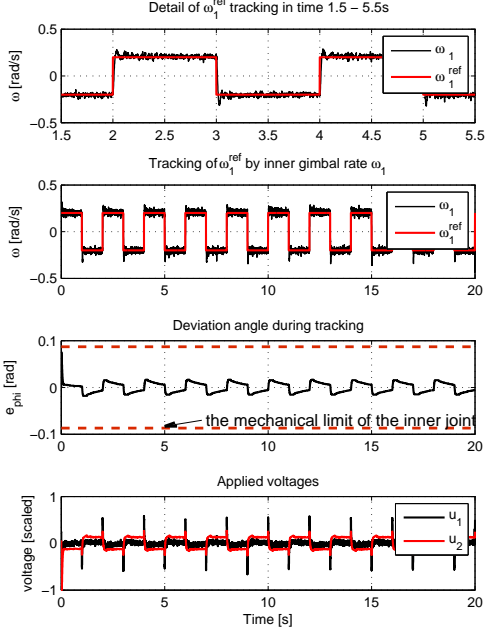 Detail of ω₁ʳᵉᶠ tracking in time 1.5 – 5.5s
0.5
0
−0.5
ω [rad/s]
ω₁
ω₁ʳᵉᶠ
1.5 2 2.5 3 3.5 4 4.5 5 5.5
Tracking of ω₁ʳᵉᶠ by inner gimbal rate ω₁
0.5
0
−0.5
ω [rad/s]
ω₁
ω₁ʳᵉᶠ
0 5 10 15 20
Deviation angle during tracking
0.1
0
−0.1
e_phi [rad]
the mechanical limit of the inner joint
0 5 10 15 20
Applied voltages
1
0
−1
voltage [scaled]
u₁
u₂
0 5 10 15 20
Time [s]